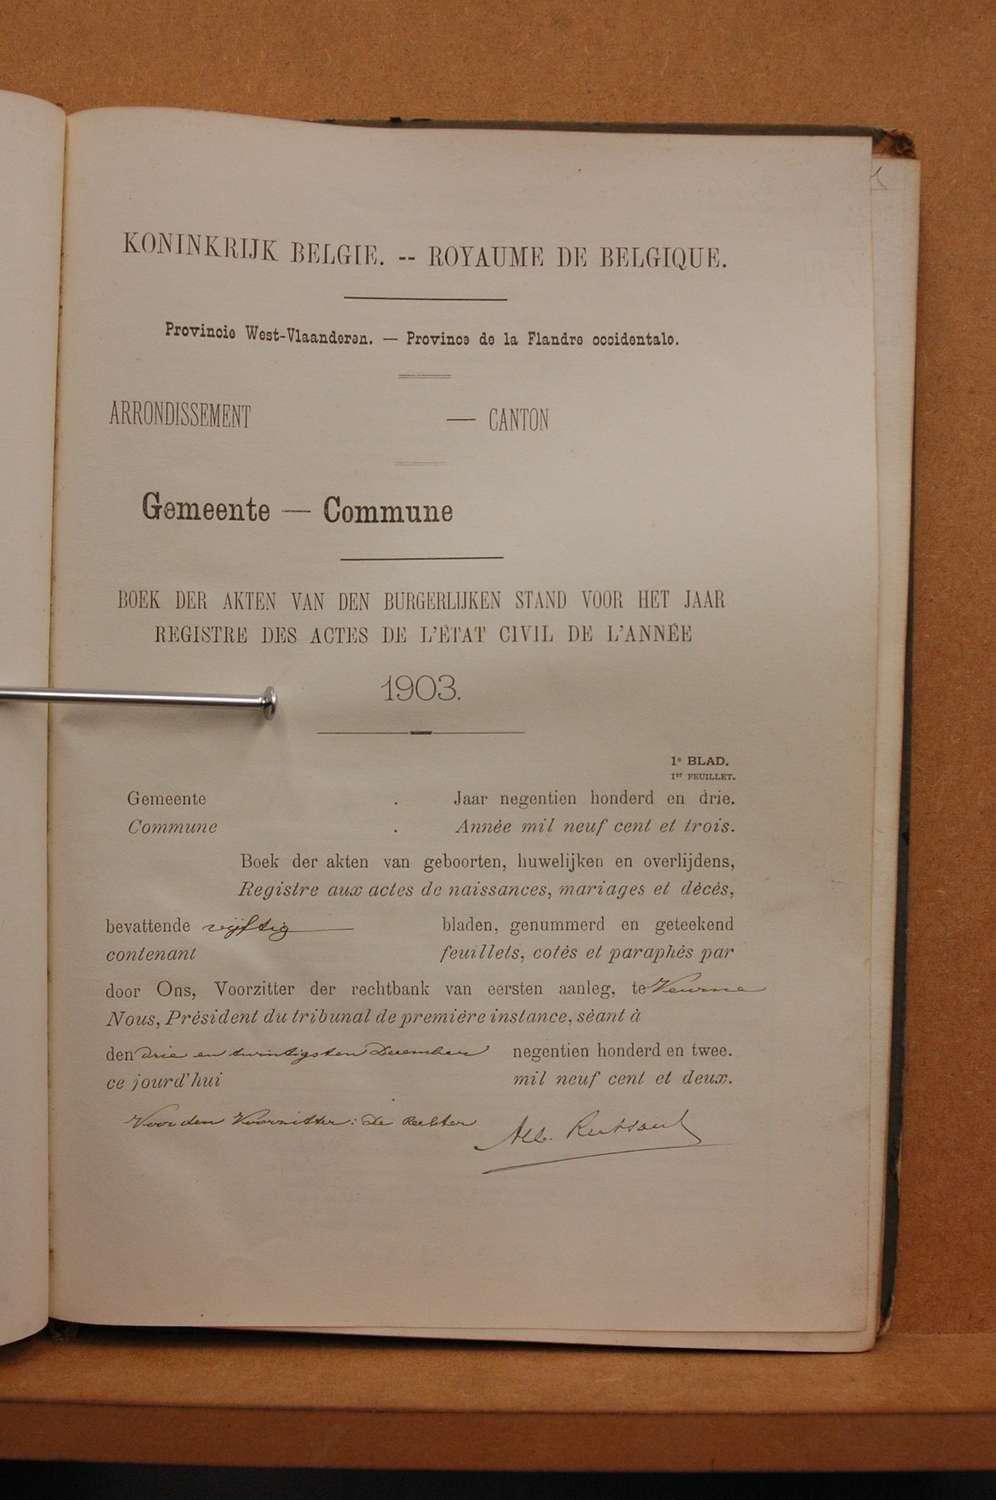 KONINKRIJK BELGIE. -- ROYAUME DE BELGIQUE.
Provincie West-Vlaanderen. — Province de la Flandre occidentale.
ARRONDISSEMENT — CANTON
Gemeente — Commune
BOEK DER AKTEN VAN DEN BURGERLIJKEN STAND VOOR HET JAAR
REGISTRE DES ACTES DE L'ÉTAT CIVIL DE L'ANNÉE
1903.
1e BLAD.
1er FEUILLET.
Gemeente . Jaar negentien honderd en drie.
Commune . Année mil neuf cent et trois.
Boek der akten van geboorten, huwelijken en overlijdens,
Registre aux actes de naissances, mariages et décès,
bevattende vijftig bladen, genummerd en geteekend
contenant feuillets, cotés et paraphés par
door Ons, Voorzitter der rechtbank van eersten aanleg, te Veurne
Nous, Président du tribunal de première instance, séant à
den drie en twintigsten December negentien honderd en twee.
ce jourd'hui mil neuf cent et deux.
Voor den Voorzitter: De Rechter